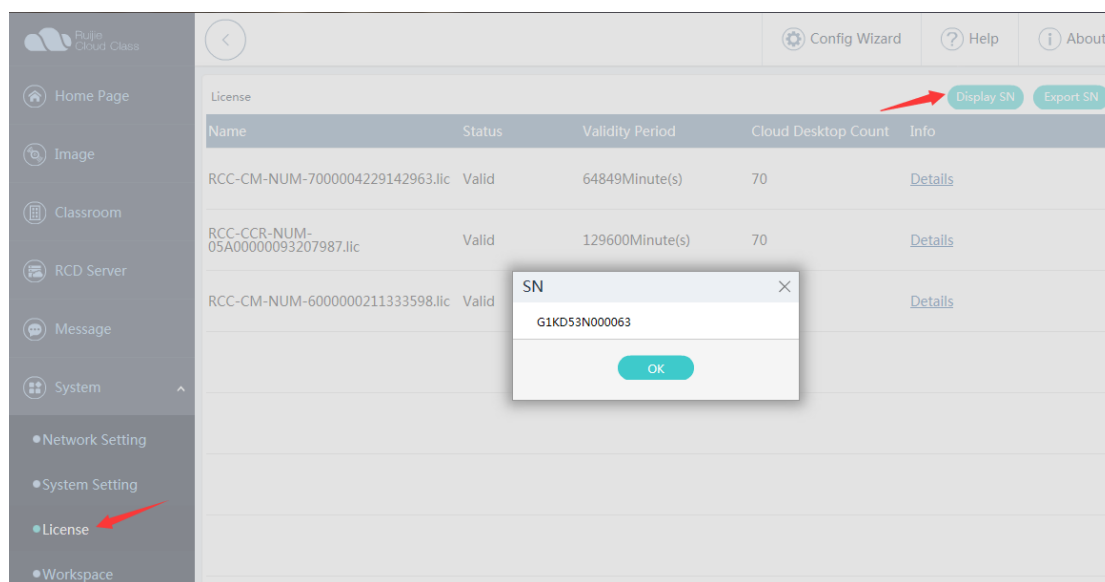 Ruijie
Cloud Class
Config Wizard
Help
About
Home Page
Image
Classroom
RCD Server
Message
System
Network Setting
System Setting
License
Workspace
License
Display SN
Export SN
Name Status Validity Period Cloud Desktop Count Info
RCC-CM-NUM-7000004229142963.lic Valid 64849Minute(s) 70 Details
RCC-CCR-NUM-
05A00000093207987.lic Valid 129600Minute(s) 70 Details
RCC-CM-NUM-6000000211333598.lic Valid Details
SN
G1KD53N000063
OK